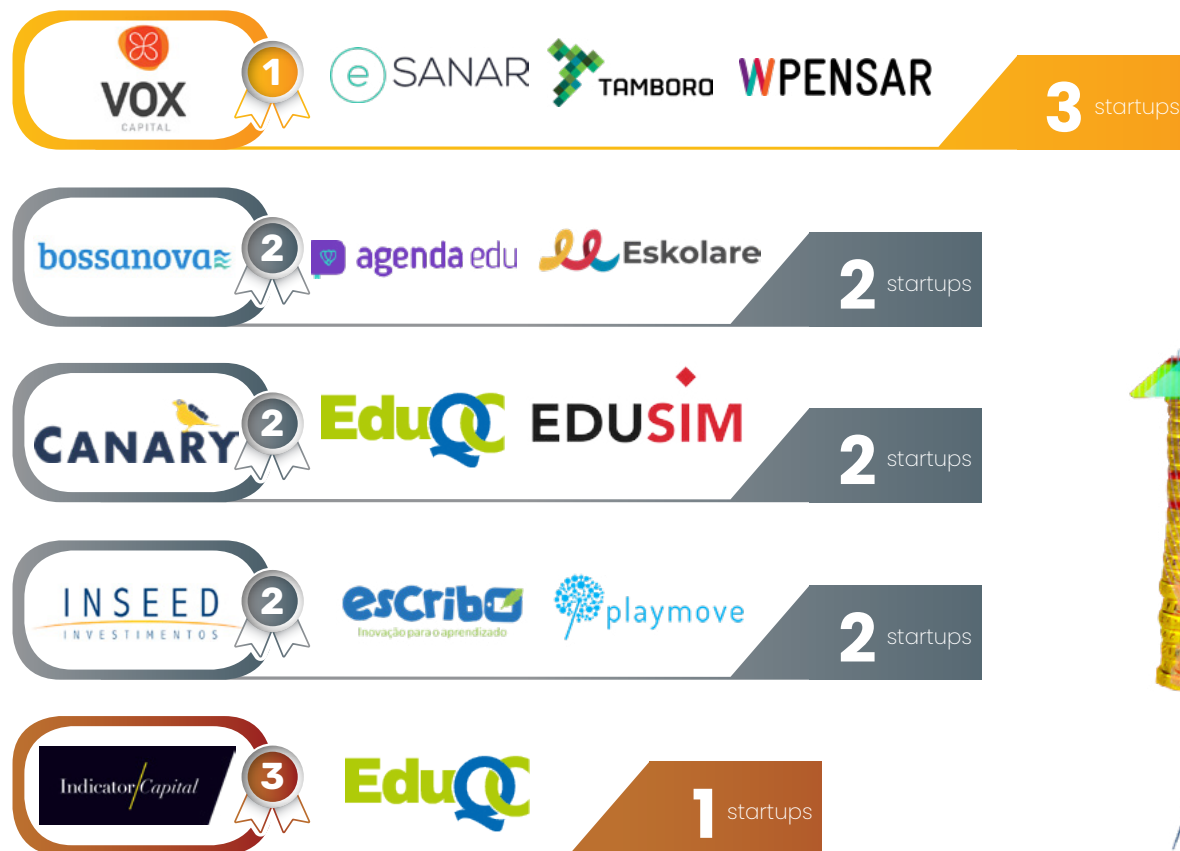 VOX
CAPITAL
1
e SANAR
TAMBORO
WPENSAR
3 startups
bossanova
2
agenda edu
Eskolare
2 startups
CANARY
2
EduQC
EDUSIM
2 startups
INSEED
INVESTIMENTOS
2
escribo
Inovação para o aprendizado
playmove
2 startups
Indicator Capital
3
EduQC
1 startups